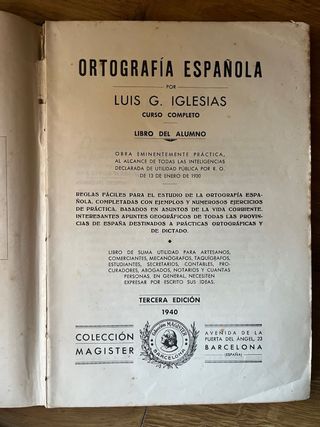 ORTOGRAFÍA ESPAÑOLA
POR
LUIS G. IGLESIAS
CURSO COMPLETO
LIBRO DEL ALUMNO
OBRA EMINENTEMENTE PRÁCTICA,
AL ALCANCE DE TODAS LAS INTELIGENCIAS
DECLARADA DE UTILIDAD PÚBLICA POR R. O.
DE 13 DE ENERO DE 1930
REGLAS FÁCILES PARA EL ESTUDIO DE LA ORTOGRAFÍA ESPA-
ÑOLA, COMPLETADAS CON EJEMPLOS Y NUMEROSOS EJERCICIOS
DE PRÁCTICA, BASADOS EN ASUNTOS DE LA VIDA CORRIENTE.
INTERESANTES APUNTES GEOGRÁFICOS DE TODAS LAS PROVIN-
CIAS DE ESPAÑA DESTINADOS A PRÁCTICAS ORTOGRÁFICAS Y
DE DICTADO.
LIBRO DE SUMA UTILIDAD PARA ARTESANOS,
COMERCIANTES, MECANÓGRAFOS, TAQUÍGRAFOS,
ESTUDIANTES, SECRETARIOS, CONTABLES, PRO-
CURADORES, ABOGADOS, NOTARIOS Y CUANTAS
PERSONAS, EN GENERAL, NECESITEN
EXPRESAR POR ESCRITO SUS IDEAS.
TERCERA EDICIÓN
1940
COLECCIÓN
MAGISTER
Colección MAGISTER
BARCELONA
AVENIDA DE LA
PUERTA DEL ÁNGEL, 23
BARCELONA
(ESPAÑA)